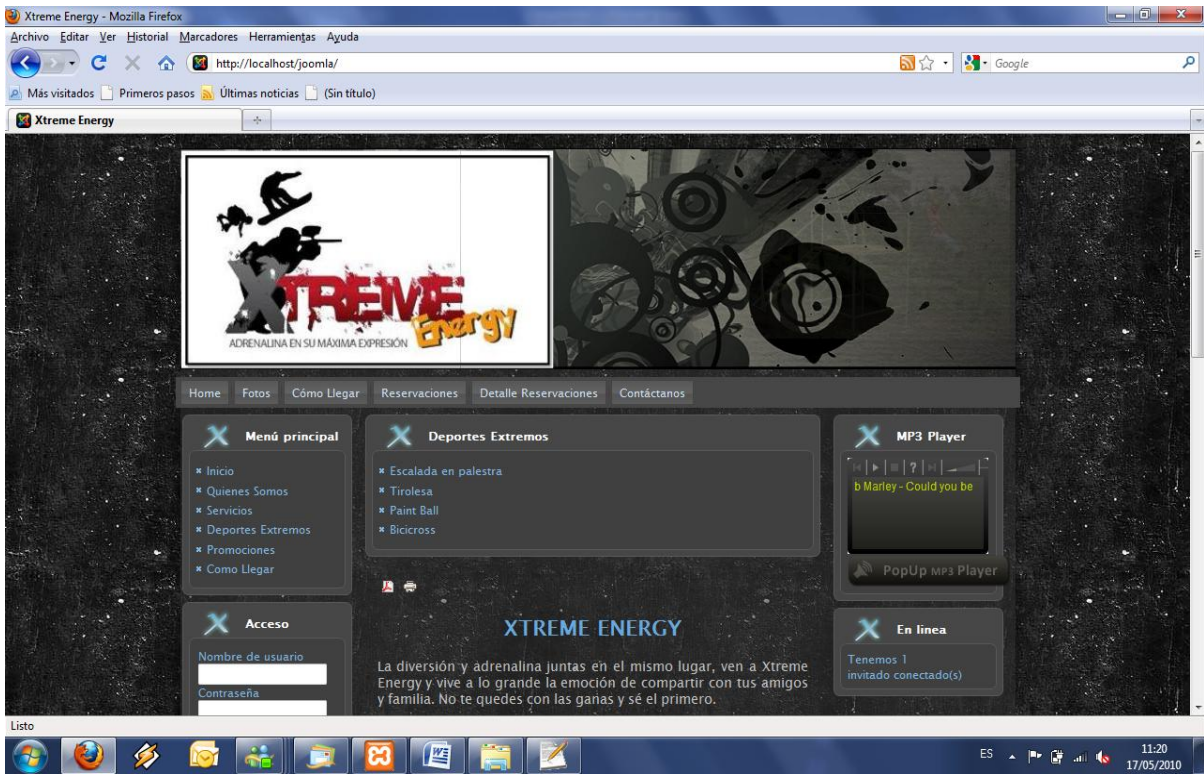 Xtreme Energy - Mozilla Firefox
Archivo Editar Ver Historial Marcadores Herramientas Ayuda
http://localhost/joomla/
Google
Más visitados Primeros pasos Últimas noticias (Sin título)
Xtreme Energy
XTREME
Energy
ADRENALINA EN SU MÁXIMA EXPRESIÓN
Home Fotos Cómo Llegar Reservaciones Detalle Reservaciones Contáctanos
Menú principal
Inicio
Quienes Somos
Servicios
Deportes Extremos
Promociones
Como Llegar
Acceso
Nombre de usuario
Contraseña
Deportes Extremos
Escalada en palestra
Tirolesa
Paint Ball
Bicicross
XTREME ENERGY
La diversión y adrenalina juntas en el mismo lugar, ven a Xtreme
Energy y vive a lo grande la emoción de compartir con tus amigos
y familia. No te quedes con las ganas y sé el primero.
MP3 Player
?
b Marley - Could you be
PopUp MP3 Player
En linea
Tenemos 1
invitado conectado(s)
Listo
ES
11:20
17/05/2010